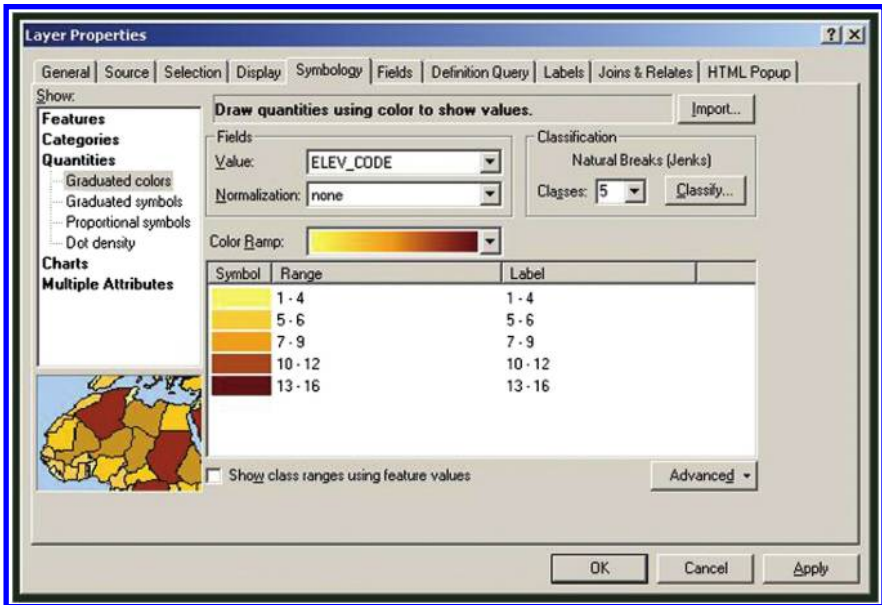 Layer Properties
General Source Selection Display Symbology Fields Definition Query Labels Joins & Relates HTML Popup
Show:
Features
Categories
Quantities
Graduated colors
Graduated symbols
Proportional symbols
Dot density
Charts
Multiple Attributes
Draw quantities using color to show values.
Import...
Fields
Value: ELEV_CODE
Normalization: none
Classification
Natural Breaks (Jenks)
Classes: 5 Classify...
Color Ramp:
Symbol Range Label
1 - 4 1 - 4
5 - 6 5 - 6
7 - 9 7 - 9
10 - 12 10 - 12
13 - 16 13 - 16
Show class ranges using feature values
Advanced
OK Cancel Apply